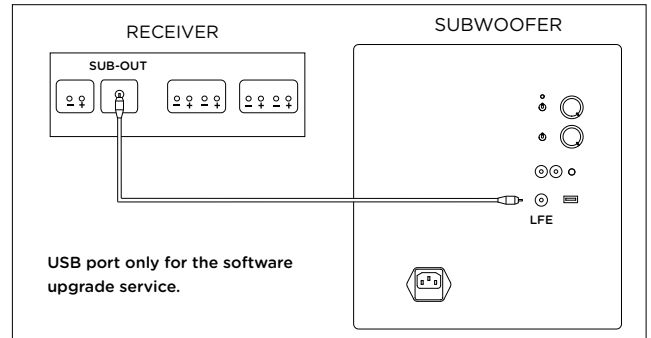 RECEIVER
SUBWOOFER
SUB-OUT
LFE
USB port only for the software
upgrade service.